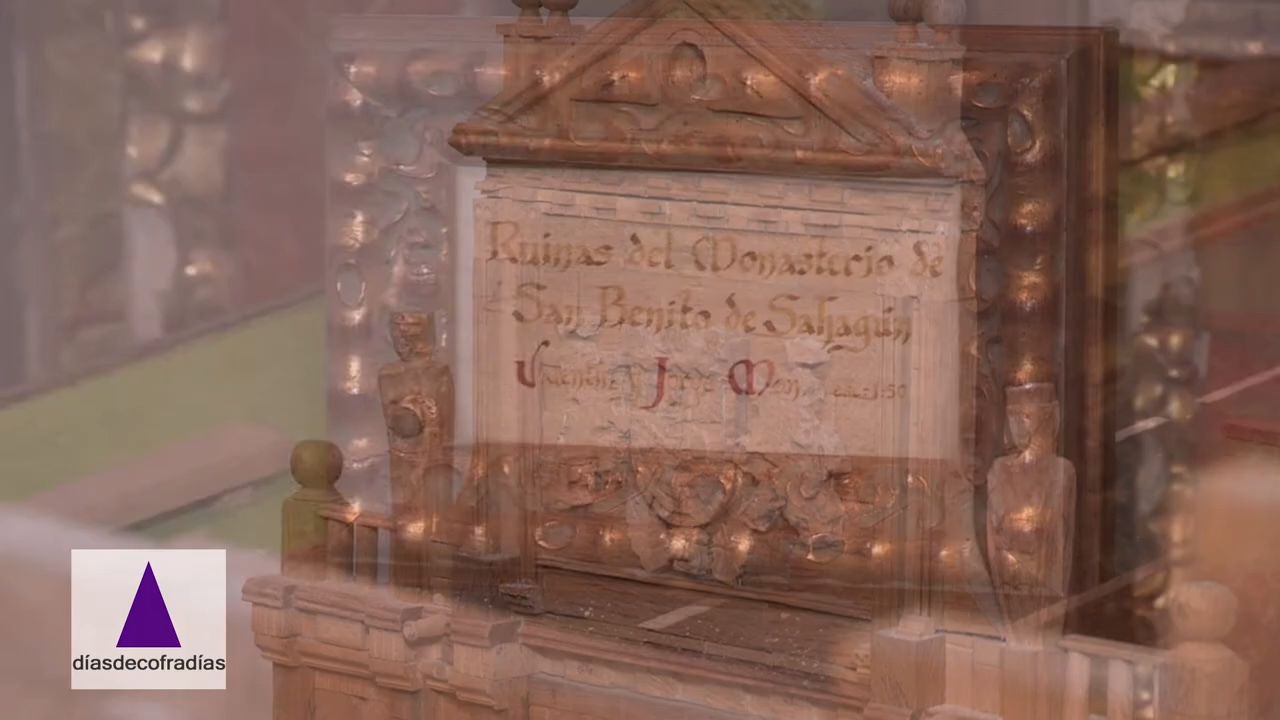 Ruinas del Monasterio de
San Benito de Sahagún
díasdecofradías